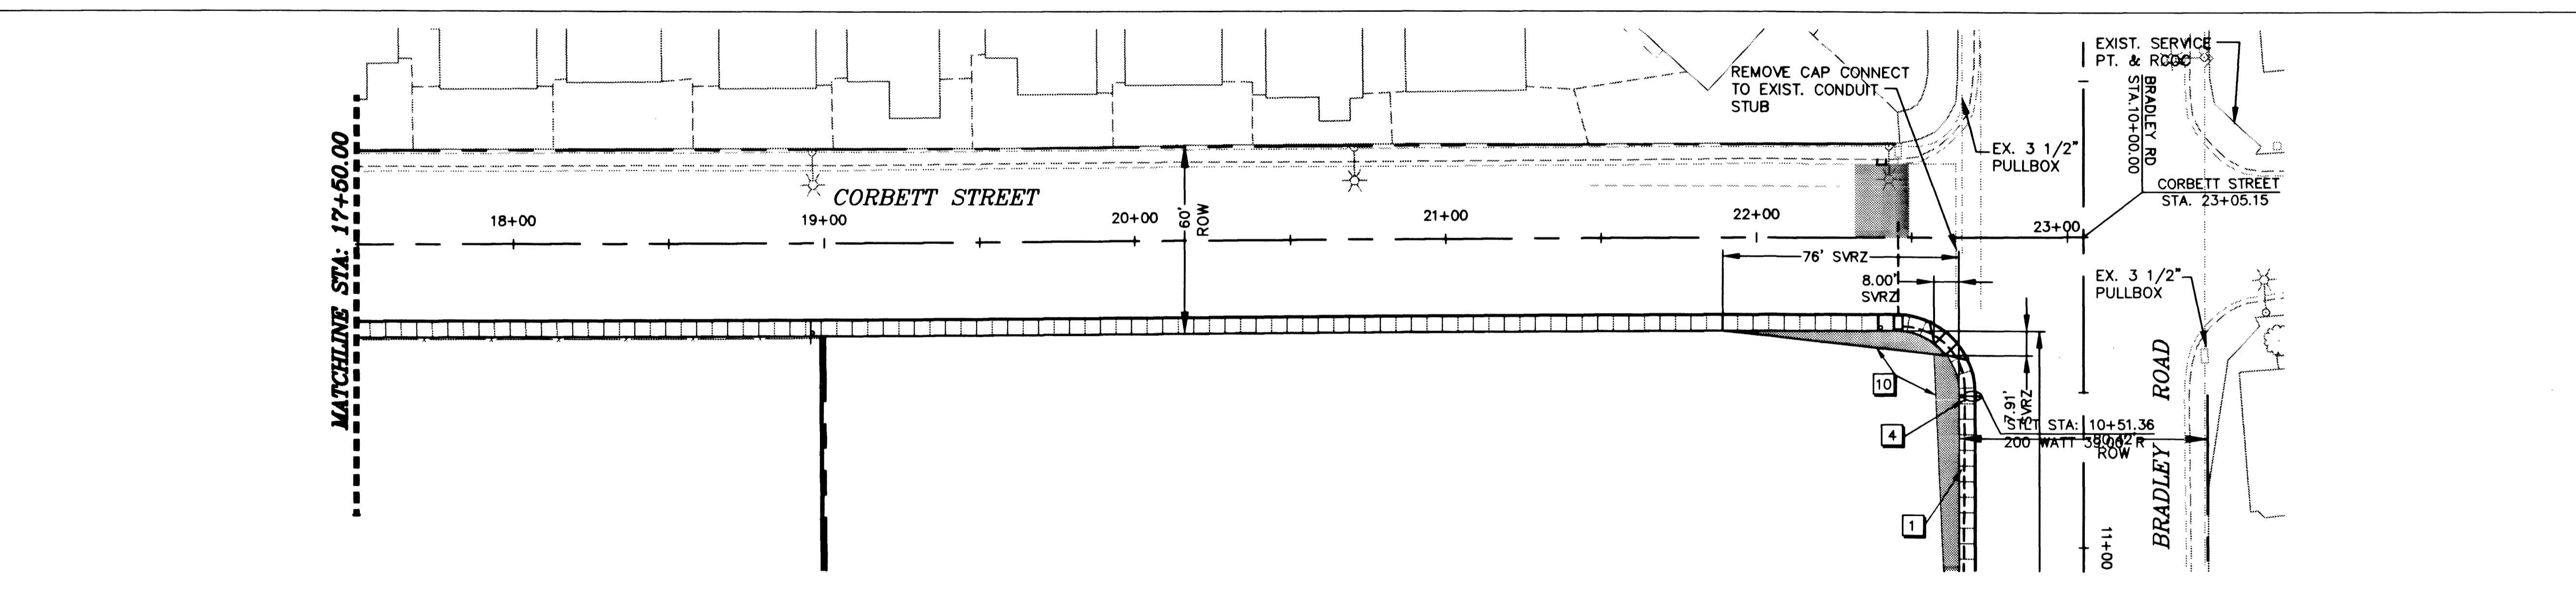 EXIST. SERVICE
PT. & RCOC
REMOVE CAP CONNECT
TO EXIST. CONDUIT
STUB
BRADLEY RD
STA.10+00.00
EX. 3 1/2"
PULLBOX
CORBETT STREET
STA. 23+05.15
MATCHLINE STA: 17+50.00
CORBETT STREET
60'
ROW
18+00
19+00
20+00
21+00
22+00
23+00
76' SVRZ
8.00'
SVRZ
EX. 3 1/2"
PULLBOX
10
7.91'
SVRZ
4
STLT STA: 10+51.36
200 WATT 39.00' R
ROW
1
BRADLEY ROAD
11+00